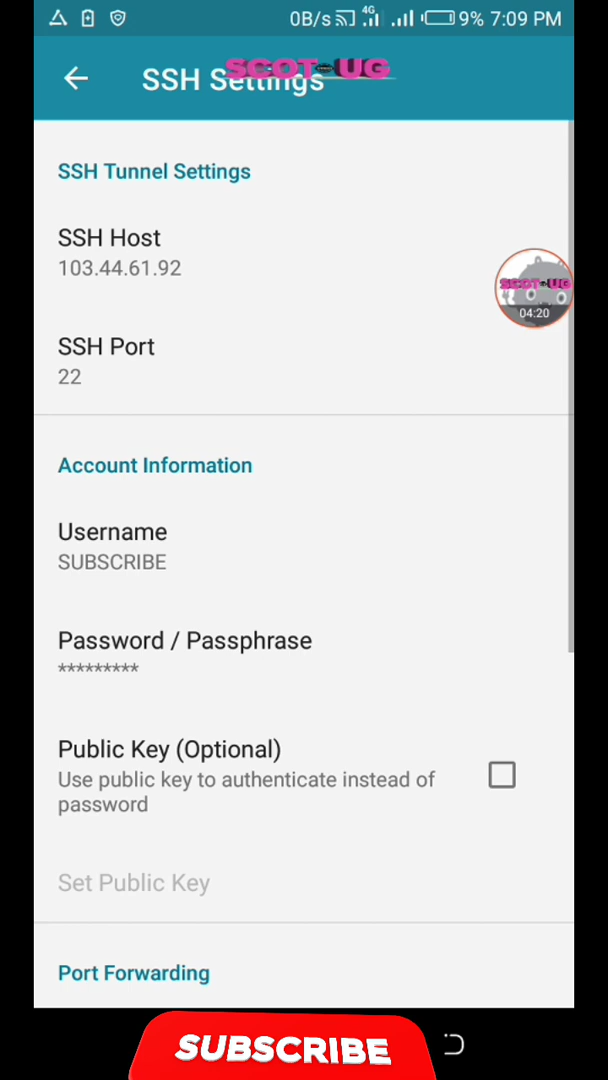 0B/s 4G 9% 7:09 PM
SSH Settings
SCOT-UG
SSH Tunnel Settings
SSH Host
103.44.61.92
SCOT-UG
04:20
SSH Port
22
Account Information
Username
SUBSCRIBE
Password / Passphrase
*********
Public Key (Optional)
Use public key to authenticate instead of
password
Set Public Key
Port Forwarding
SUBSCRIBE